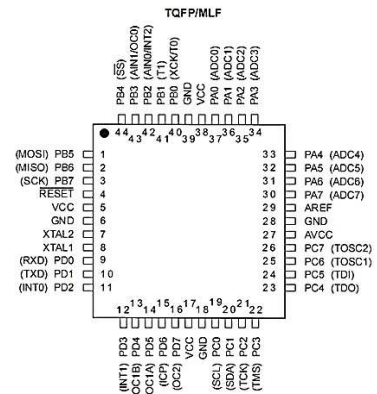 TQFP/MLF
PB4 (SS)
PB3 (AIN1/OC0)
PB2 (AIN0/INT2)
PB1 (T1)
PB0 (XCK/T0)
GND
VCC
PA0 (ADC0)
PA1 (ADC1)
PA2 (ADC2)
PA3 (ADC3)
44 43 42 41 40 39 38 37 36 35 34
(MOSI) PB5 1
(MISO) PB6 2
(SCK) PB7 3
RESET 4
VCC 5
GND 6
XTAL2 7
XTAL1 8
(RXD) PD0 9
(TXD) PD1 10
(INT0) PD2 11
33 PA4 (ADC4)
32 PA5 (ADC5)
31 PA6 (ADC6)
30 PA7 (ADC7)
29 AREF
28 GND
27 AVCC
26 PC7 (TOSC2)
25 PC6 (TOSC1)
24 PC5 (TDI)
23 PC4 (TDO)
12 13 14 15 16 17 18 19 20 21 22
(INT1) PD3
OC1B) PD4
OC1A) PD5
(ICP) PD6
(OC2) PD7
VCC
GND
(SCL) PC0
(SDA) PC1
(TCK) PC2
(TMS) PC3